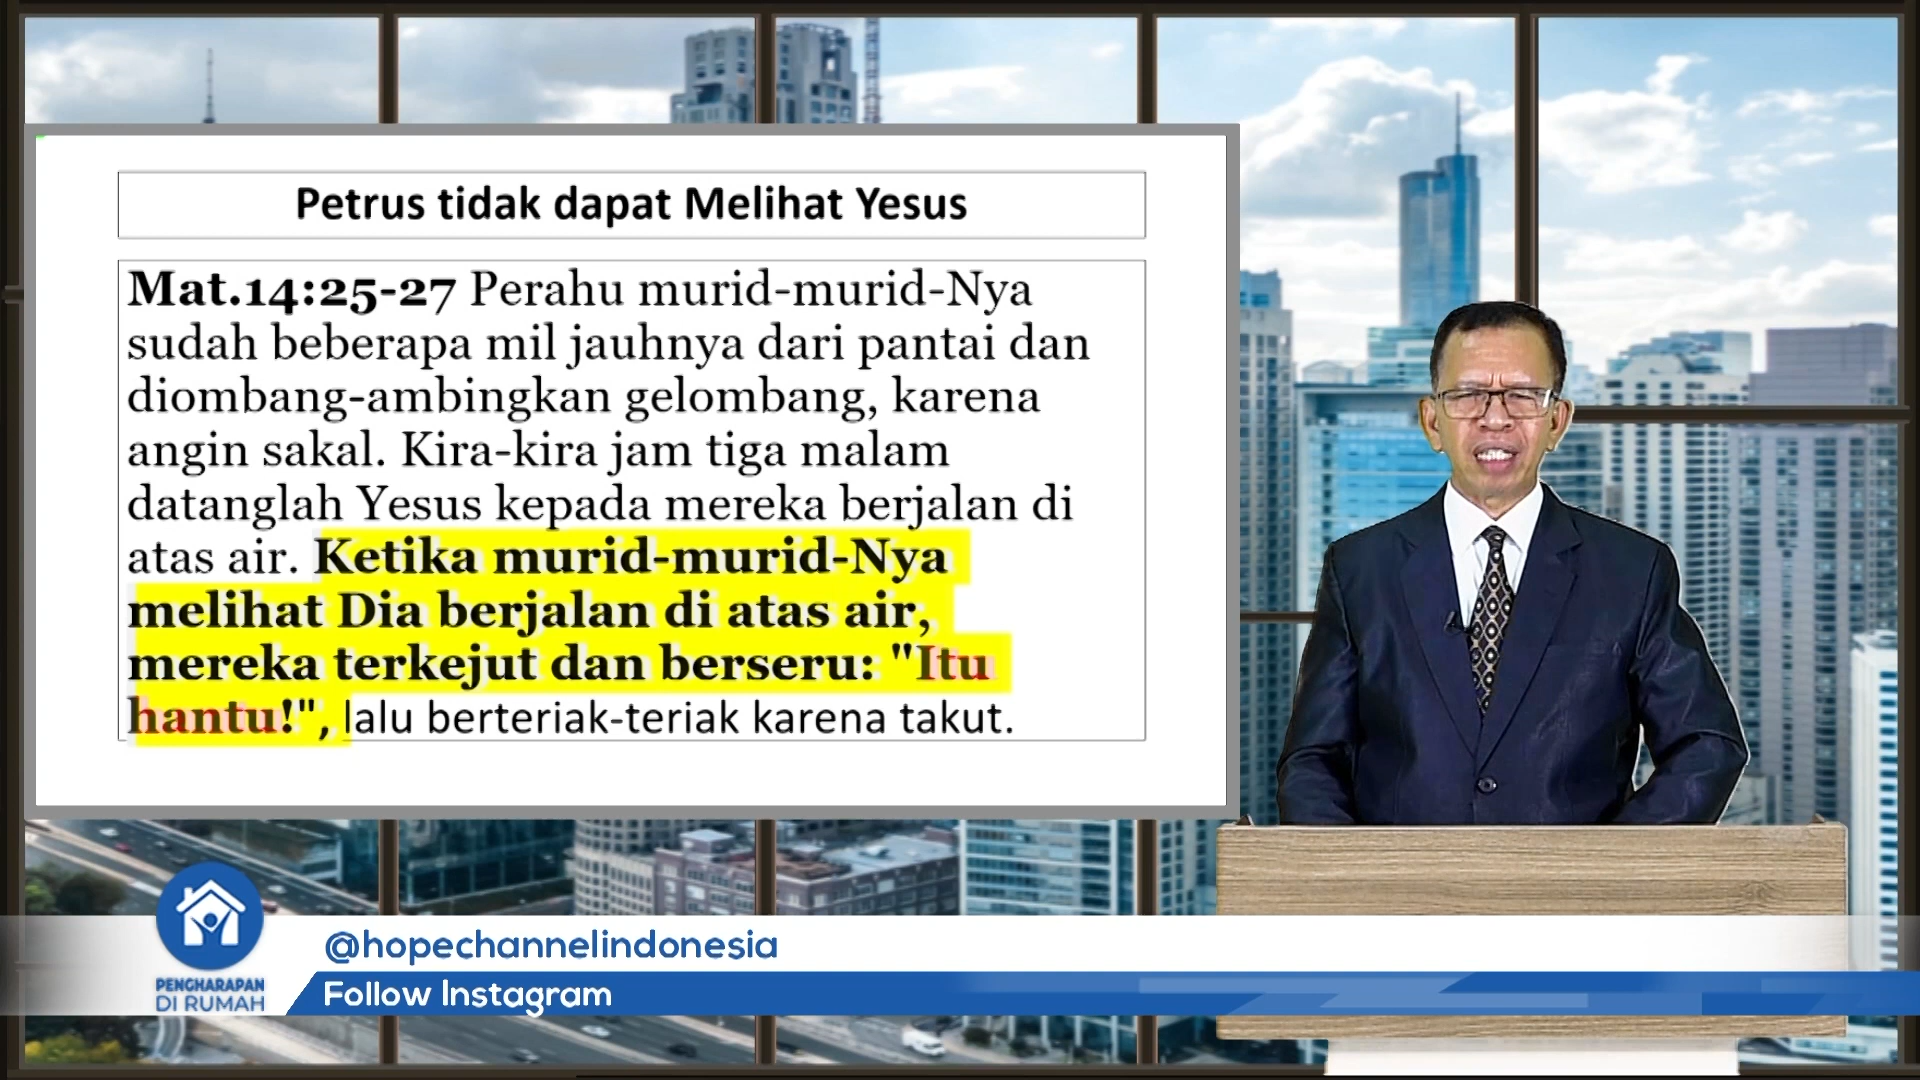 Petrus tidak dapat Melihat Yesus
Mat.14:25-27 Perahu murid-murid-Nya
sudah beberapa mil jauhnya dari pantai dan
diombang-ambingkan gelombang, karena
angin sakal. Kira-kira jam tiga malam
datanglah Yesus kepada mereka berjalan di
atas air. Ketika murid-murid-Nya
melihat Dia berjalan di atas air,
mereka terkejut dan berseru: "Itu
hantu!", lalu berteriak-teriak karena takut.
@hopechannelindonesia
Follow Instagram
PENGHARAPAN
DI RUMAH